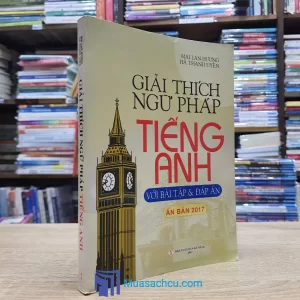 MAI LAN HƯƠNG
HÀ THANH UYÊN
GIẢI THÍCH
NGỮ PHÁP
TIẾNG
ANH
VỚI BÀI TẬP & ĐÁP ÁN
ẤN BẢN 2017
GIẢI THÍCH NGỮ PHÁP TIẾNG ANH
Muasachcu.com